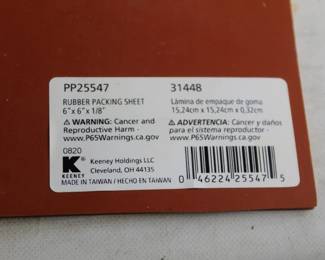 PP25547
RUBBER PACKING SHEET
6"x 6"x 1/8"
⚠ WARNING: Cancer and
Reproductive Harm -
www.P65Warnings.ca.gov
0820
K
KEENEY
Keeney Holdings LLC
Cleveland, OH 44135
MADE IN TAIWAN / HECHO EN TAIWÁN
31448
Lámina de empaque de goma
15,24cm x 15,24cm x 0,32cm
⚠ ADVERTENCIA: Cancer y daños
para el sistema reproductor -
www.P65Warnings.ca.gov
0 46224 25547 5